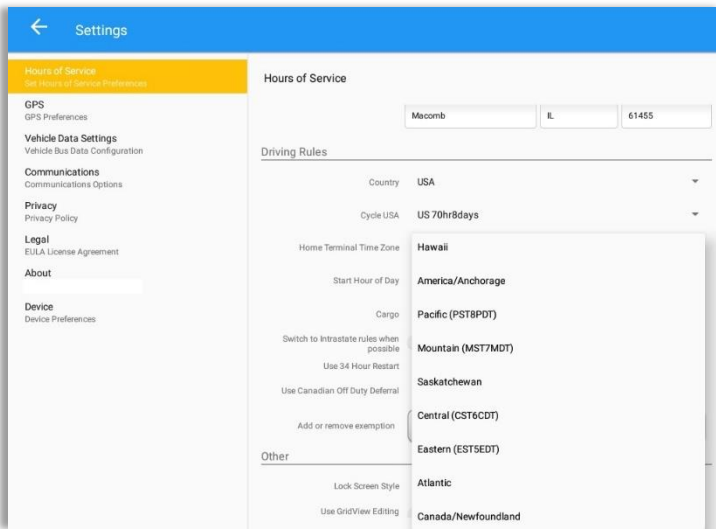 Settings
Hours of Service
Set Hours of Service Preferences
GPS
GPS Preferences
Vehicle Data Settings
Vehicle Bus Data Configuration
Communications
Communications Options
Privacy
Privacy Policy
Legal
EULA License Agreement
About
Device
Device Preferences
Hours of Service
Macomb IL 61455
Driving Rules
Country USA
Cycle USA US 70hr8days
Home Terminal Time Zone
Start Hour of Day
Cargo
Switch to Intrastate rules when
possible
Use 34 Hour Restart
Use Canadian Off Duty Deferral
Add or remove exemption
Other
Lock Screen Style
Use GridView Editing
Hawaii
America/Anchorage
Pacific (PST8PDT)
Mountain (MST7MDT)
Saskatchewan
Central (CST6CDT)
Eastern (EST5EDT)
Atlantic
Canada/Newfoundland